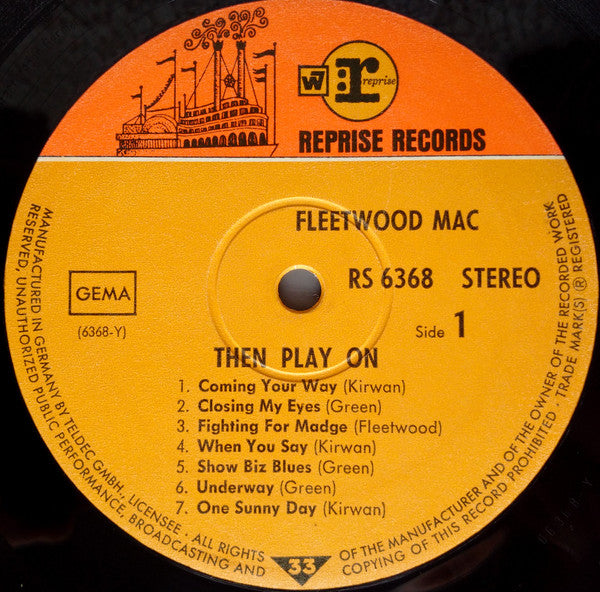 W7
r
reprise
REPRISE RECORDS
FLEETWOOD MAC
GEMA
(6368-Y)
RS 6368 STEREO
Side 1
THEN PLAY ON
1. Coming Your Way (Kirwan)
2. Closing My Eyes (Green)
3. Fighting For Madge (Fleetwood)
4. When You Say (Kirwan)
5. Show Biz Blues (Green)
6. Underway (Green)
7. One Sunny Day (Kirwan)
33
MANUFACTURED IN GERMANY BY TELDEC GMBH., LICENSEE · ALL RIGHTS OF THE MANUFACTURER AND OF THE OWNER OF THE RECORDED WORK
RESERVED, UNAUTHORIZED PUBLIC PERFORMANCE, BROADCASTING AND COPYING OF THIS RECORD PROHIBITED · TRADE MARK(S) ® REGISTERED